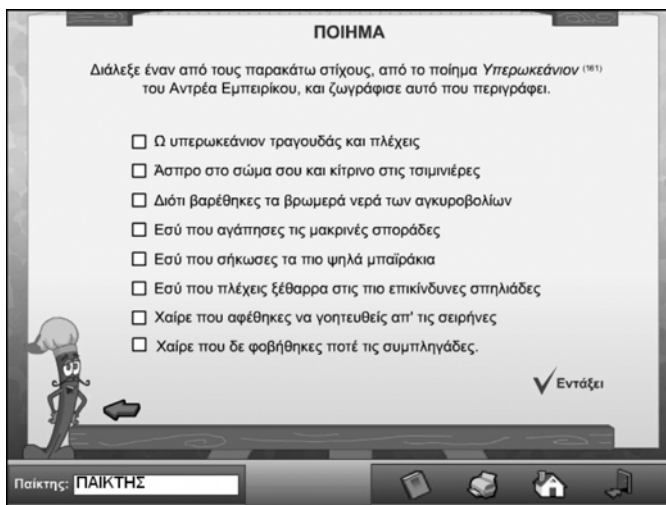 ΠΟΙΗΜΑ
Διάλεξε έναν από τους παρακάτω στίχους, από το ποίημα Υπερωκεάνιον (161)
του Αντρέα Εμπειρίκου, και ζωγράφισε αυτό που περιγράφει.
Ω υπερωκεάνιον τραγουδάς και πλέχεις
Άσπρο στο σώμα σου και κίτρινο στις τσιμινιέρες
Διότι βαρέθηκες τα βρωμερά νερά των αγκυροβολίων
Εσύ που αγάπησες τις μακρινές σποράδες
Εσύ που σήκωσες τα πιο ψηλά μπαϊράκια
Εσύ που πλέχεις ξέθαρρα στις πιο επικίνδυνες σπηλιάδες
Χαίρε που αφέθηκες να γοητευθείς απ' τις σειρήνες
Χαίρε που δε φοβήθηκες ποτέ τις συμπληγάδες.
Εντάξει
Παίκτης: ΠΑΙΚΤΗΣ